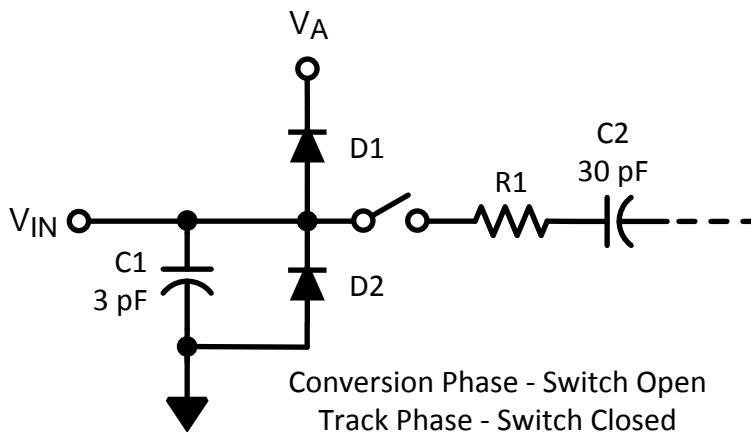 VA
D1
C2
30 pF
R1
VIN
C1
3 pF
D2
Conversion Phase - Switch Open
Track Phase - Switch Closed